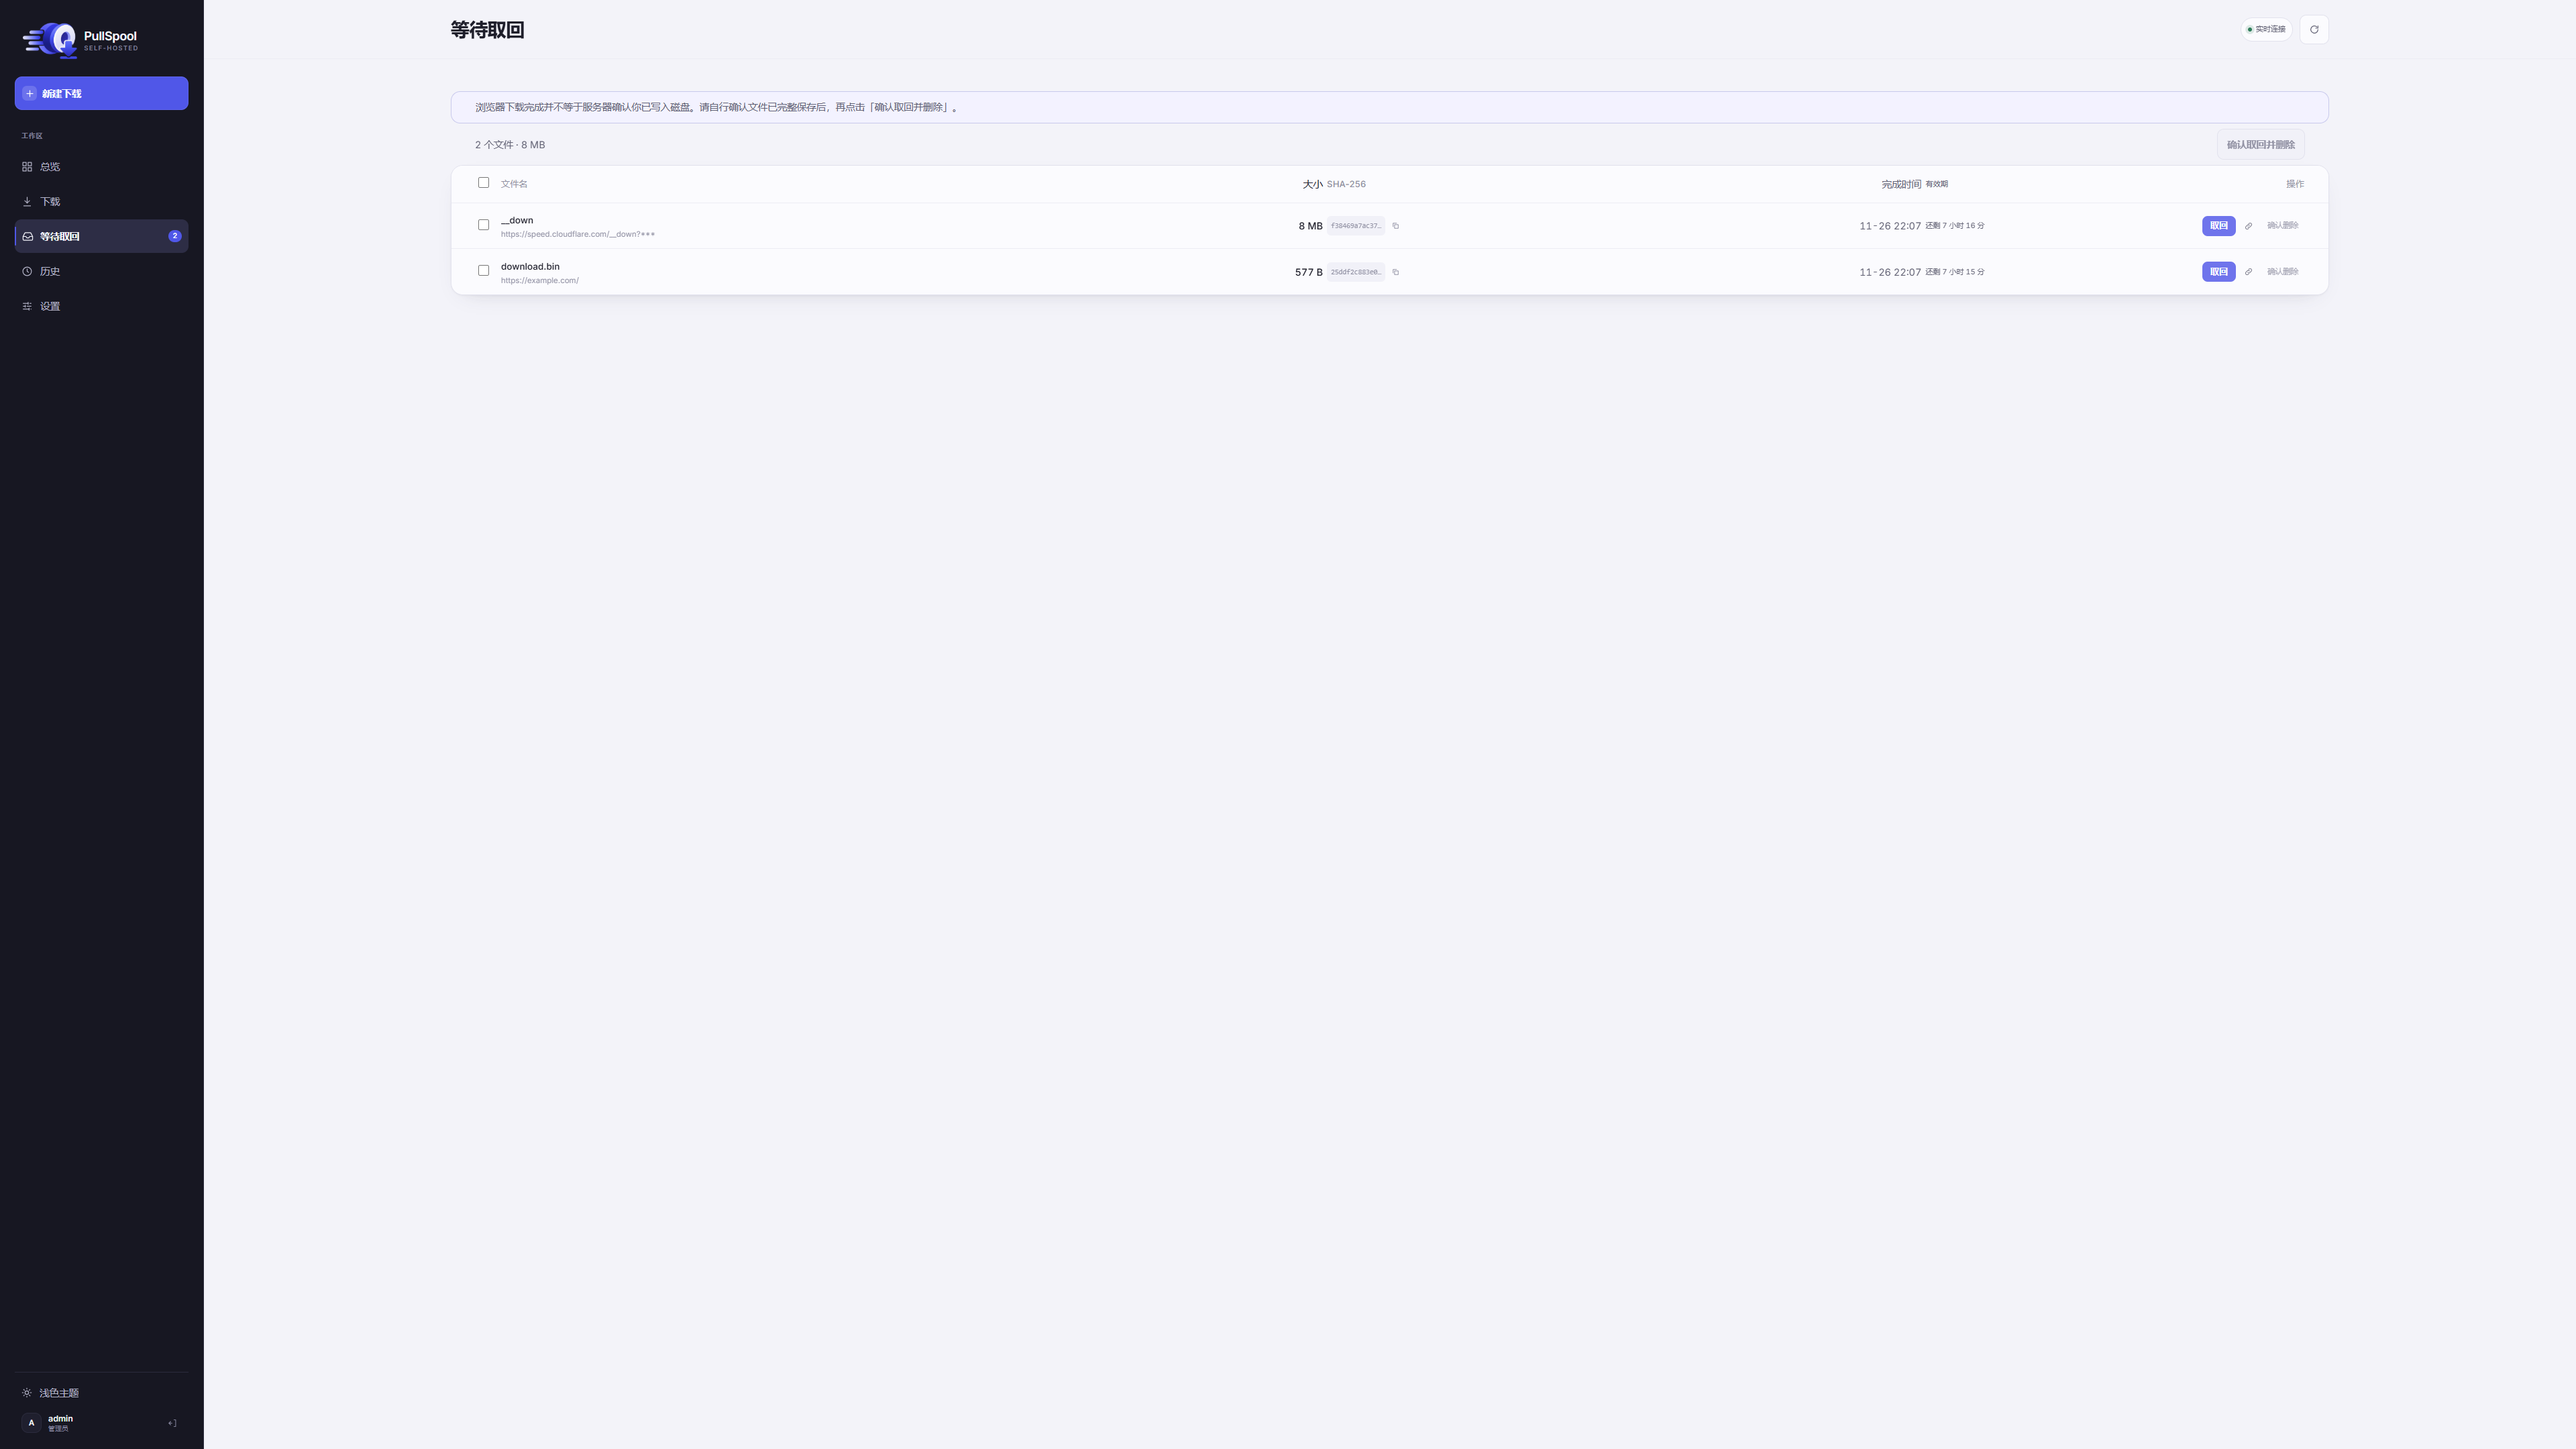 PullSpool
SELF-HOSTED
新建下载
工作区
总览
下载
等待取回 2
历史
设置
浅色主题
A admin
管理员
等待取回
实时连接
浏览器下载完成并不等于服务器确认你已写入磁盘。请自行确认文件已完整保存后，再点击「确认取回并删除」。
2 个文件 · 8 MB
确认取回并删除
文件名 大小 SHA-256 完成时间 有效期 操作
__down
https://speed.cloudflare.com/__down?***
8 MB f38469a7ac37… 11-26 22:07 还剩 7 小时 16 分 取回 确认删除
download.bin
https://example.com/
577 B 25ddf2c883e0… 11-26 22:07 还剩 7 小时 15 分 取回 确认删除